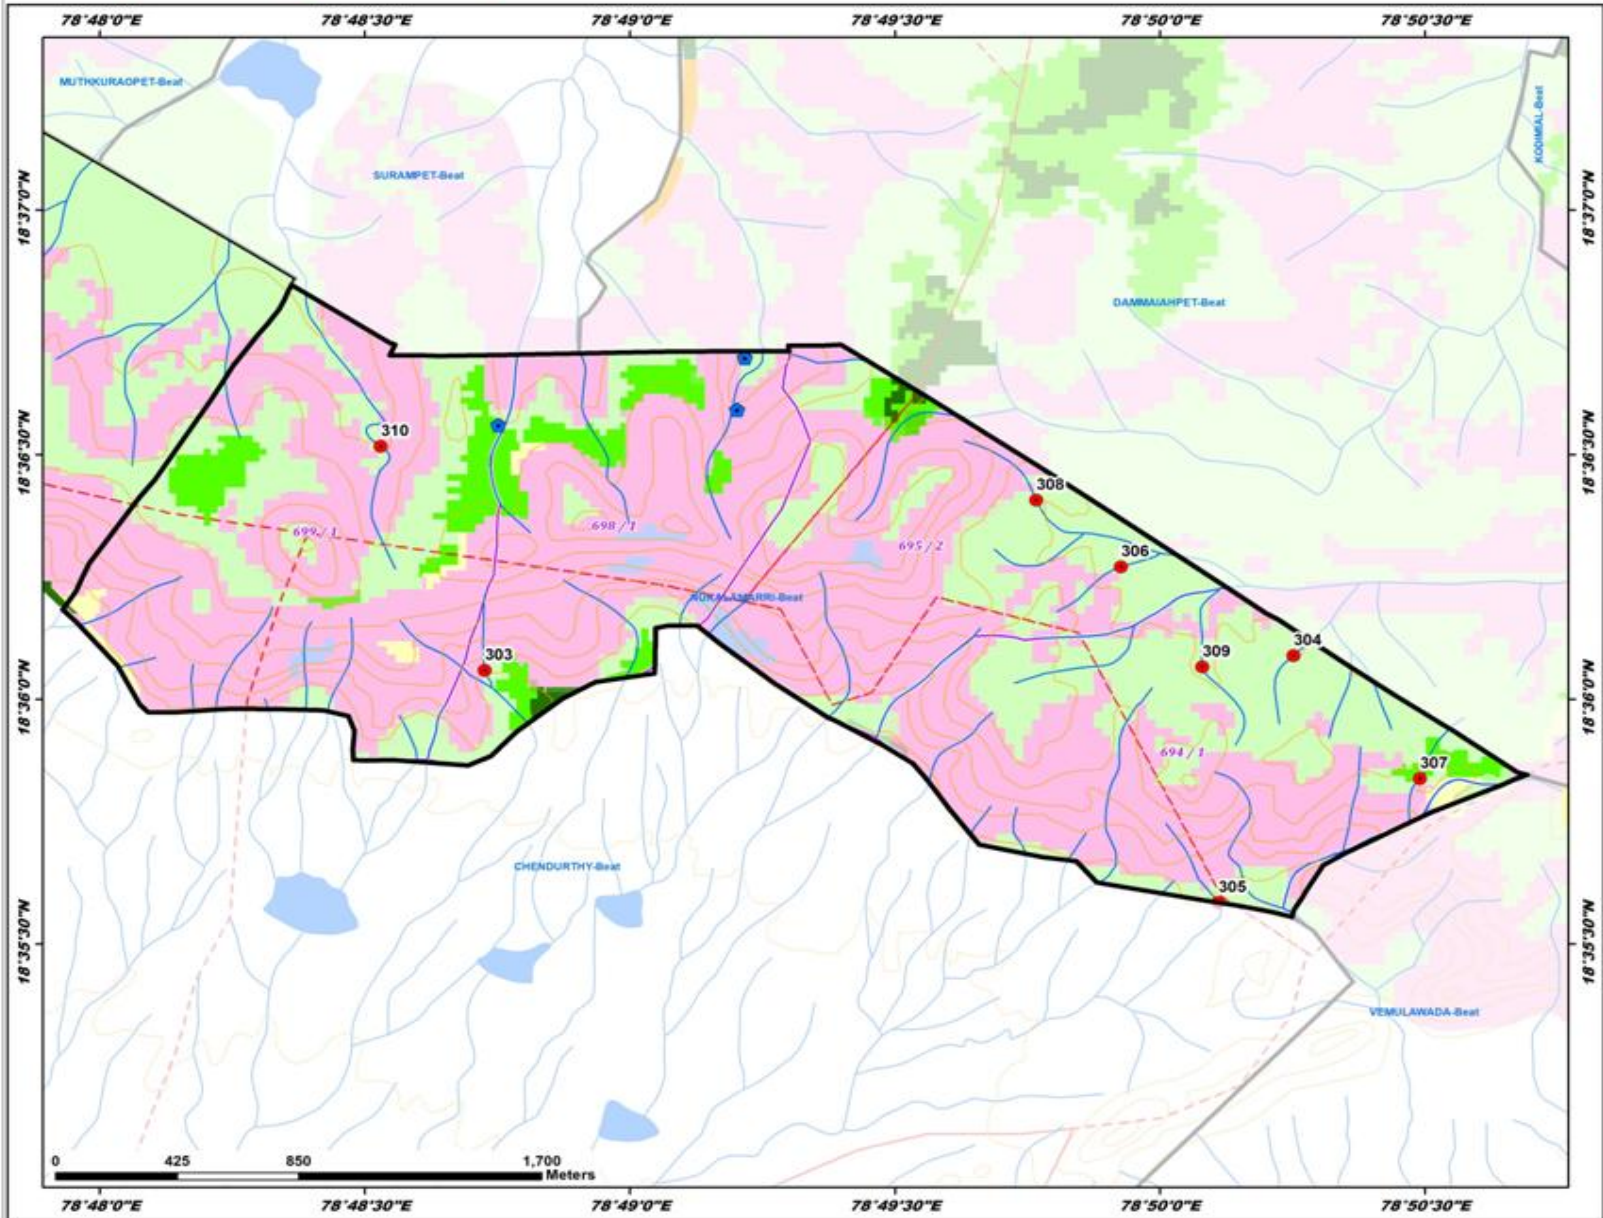 78°48'0"E 78°48'30"E 78°49'0"E 78°49'30"E 78°50'0"E 78°50'30"E
MUTHKURAOPET-Beat
KODIMIAL-Beat
SURAMPET-Beat
18°37'0"N 18°37'0"N
DAMMAIAHPET-Beat
310
18°36'30"N 18°36'30"N
308
699 / 1
698 / 1
695 / 2
306
NUKALAMARRI-Beat
303
309
304
18°36'0"N 18°36'0"N
694 / 1
307
CHENDURTHY-Beat
305
18°35'30"N 18°35'30"N
VEMULAWADA-Beat
0 425 850 1,700
Meters
78°48'0"E 78°48'30"E 78°49'0"E 78°49'30"E 78°50'0"E 78°50'30"E